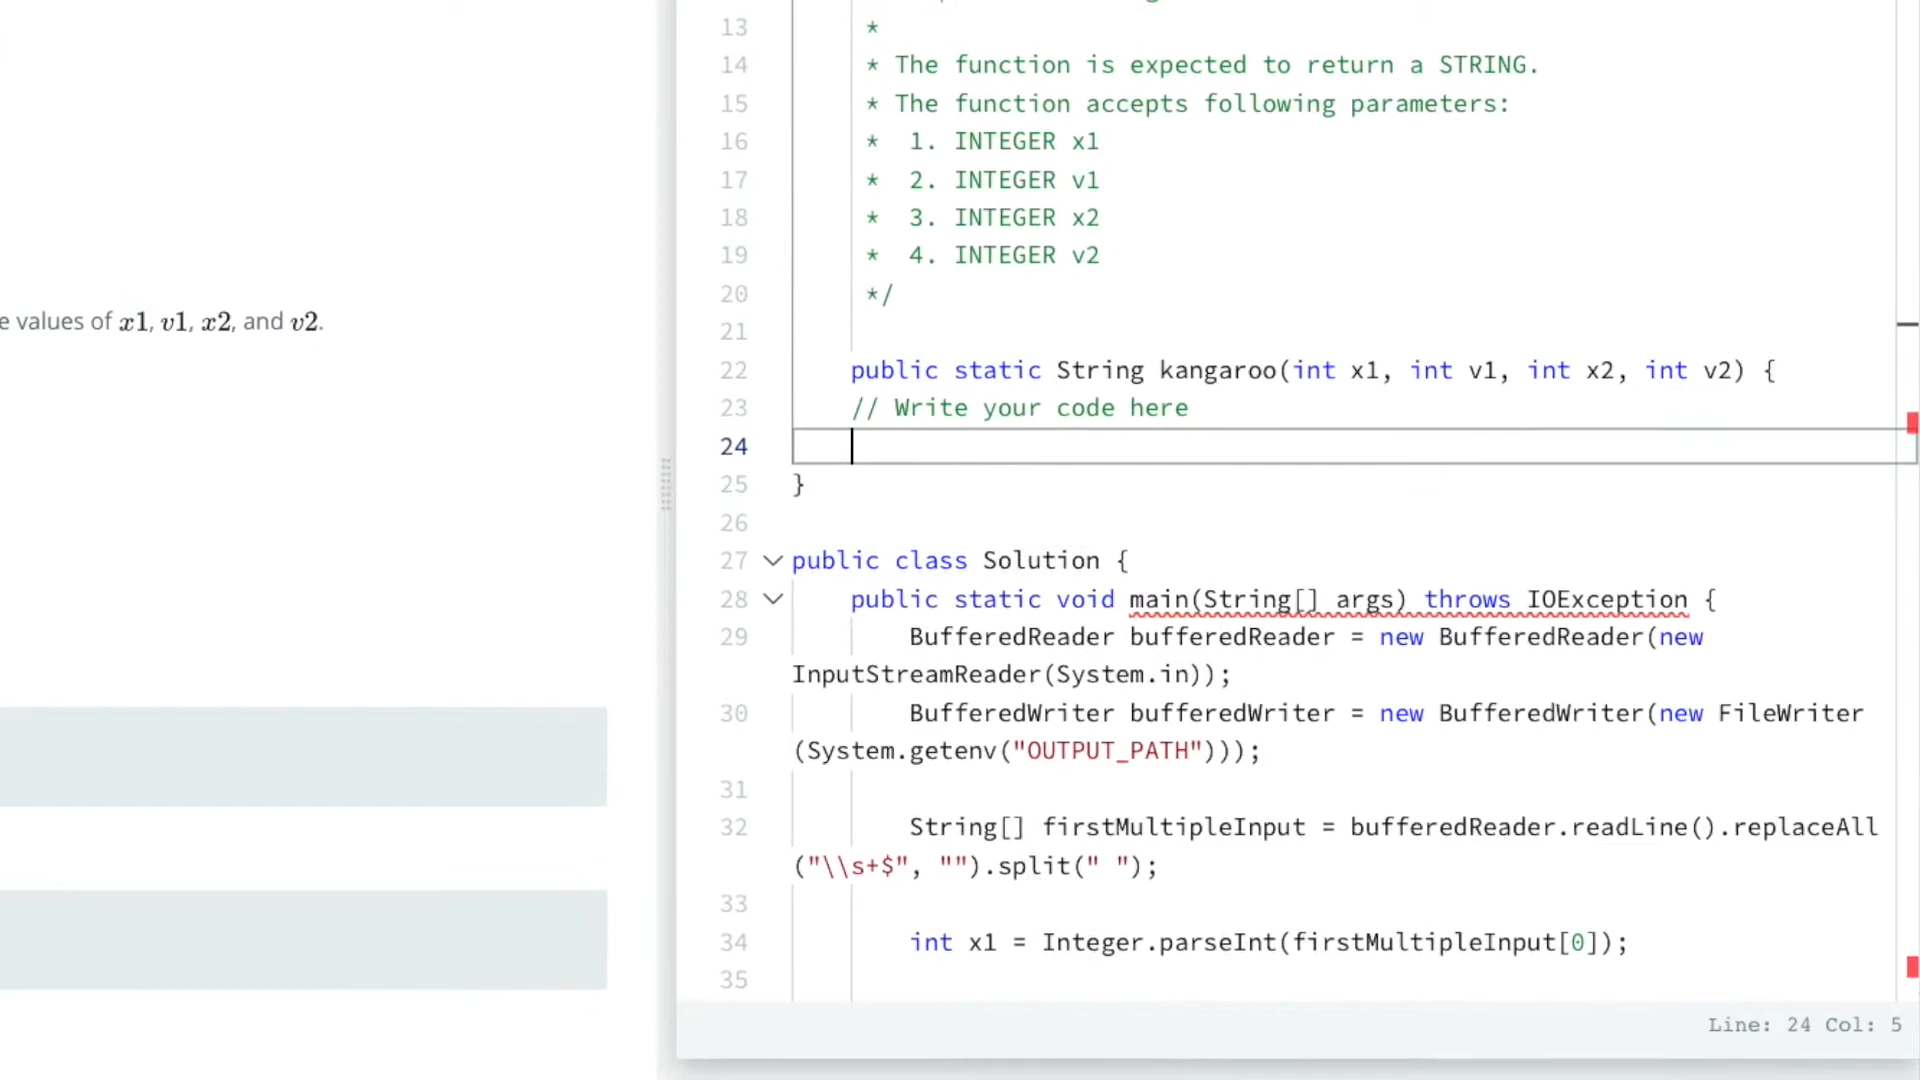 13 *
14 * The function is expected to return a STRING.
15 * The function accepts following parameters:
16 *  1. INTEGER x1
17 *  2. INTEGER v1
18 *  3. INTEGER x2
19 *  4. INTEGER v2
20 */
21
e values of x1, v1, x2, and v2.
22 public static String kangaroo(int x1, int v1, int x2, int v2) {
23 // Write your code here
24
25 }
26
27 public class Solution {
28 public static void main(String[] args) throws IOException {
29 BufferedReader bufferedReader = new BufferedReader(new
InputStreamReader(System.in));
30 BufferedWriter bufferedWriter = new BufferedWriter(new FileWriter
(System.getenv("OUTPUT_PATH")));
31
32 String[] firstMultipleInput = bufferedReader.readLine().replaceAll
("\\s+$", "").split(" ");
33
34 int x1 = Integer.parseInt(firstMultipleInput[0]);
35
Line: 24 Col: 5